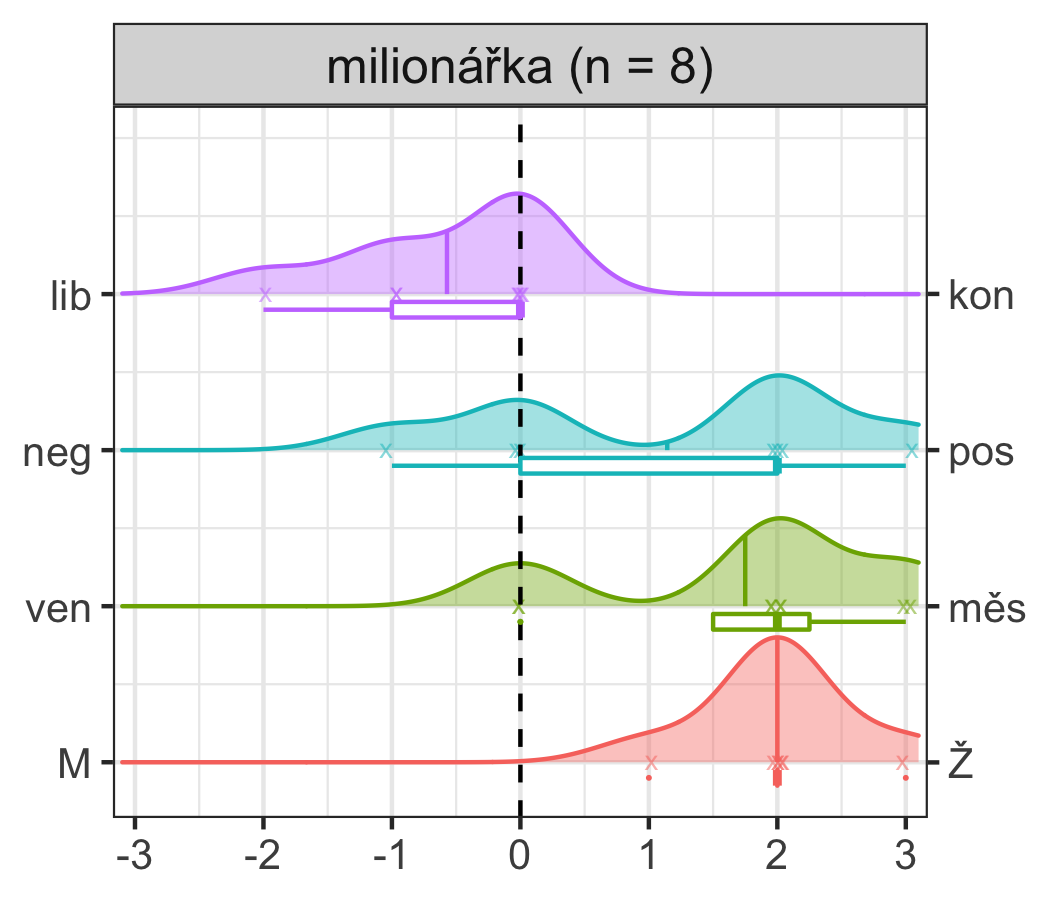 milionářka (n = 8)
lib kon
neg pos
ven měs
M Ž
-3 -2 -1 0 1 2 3